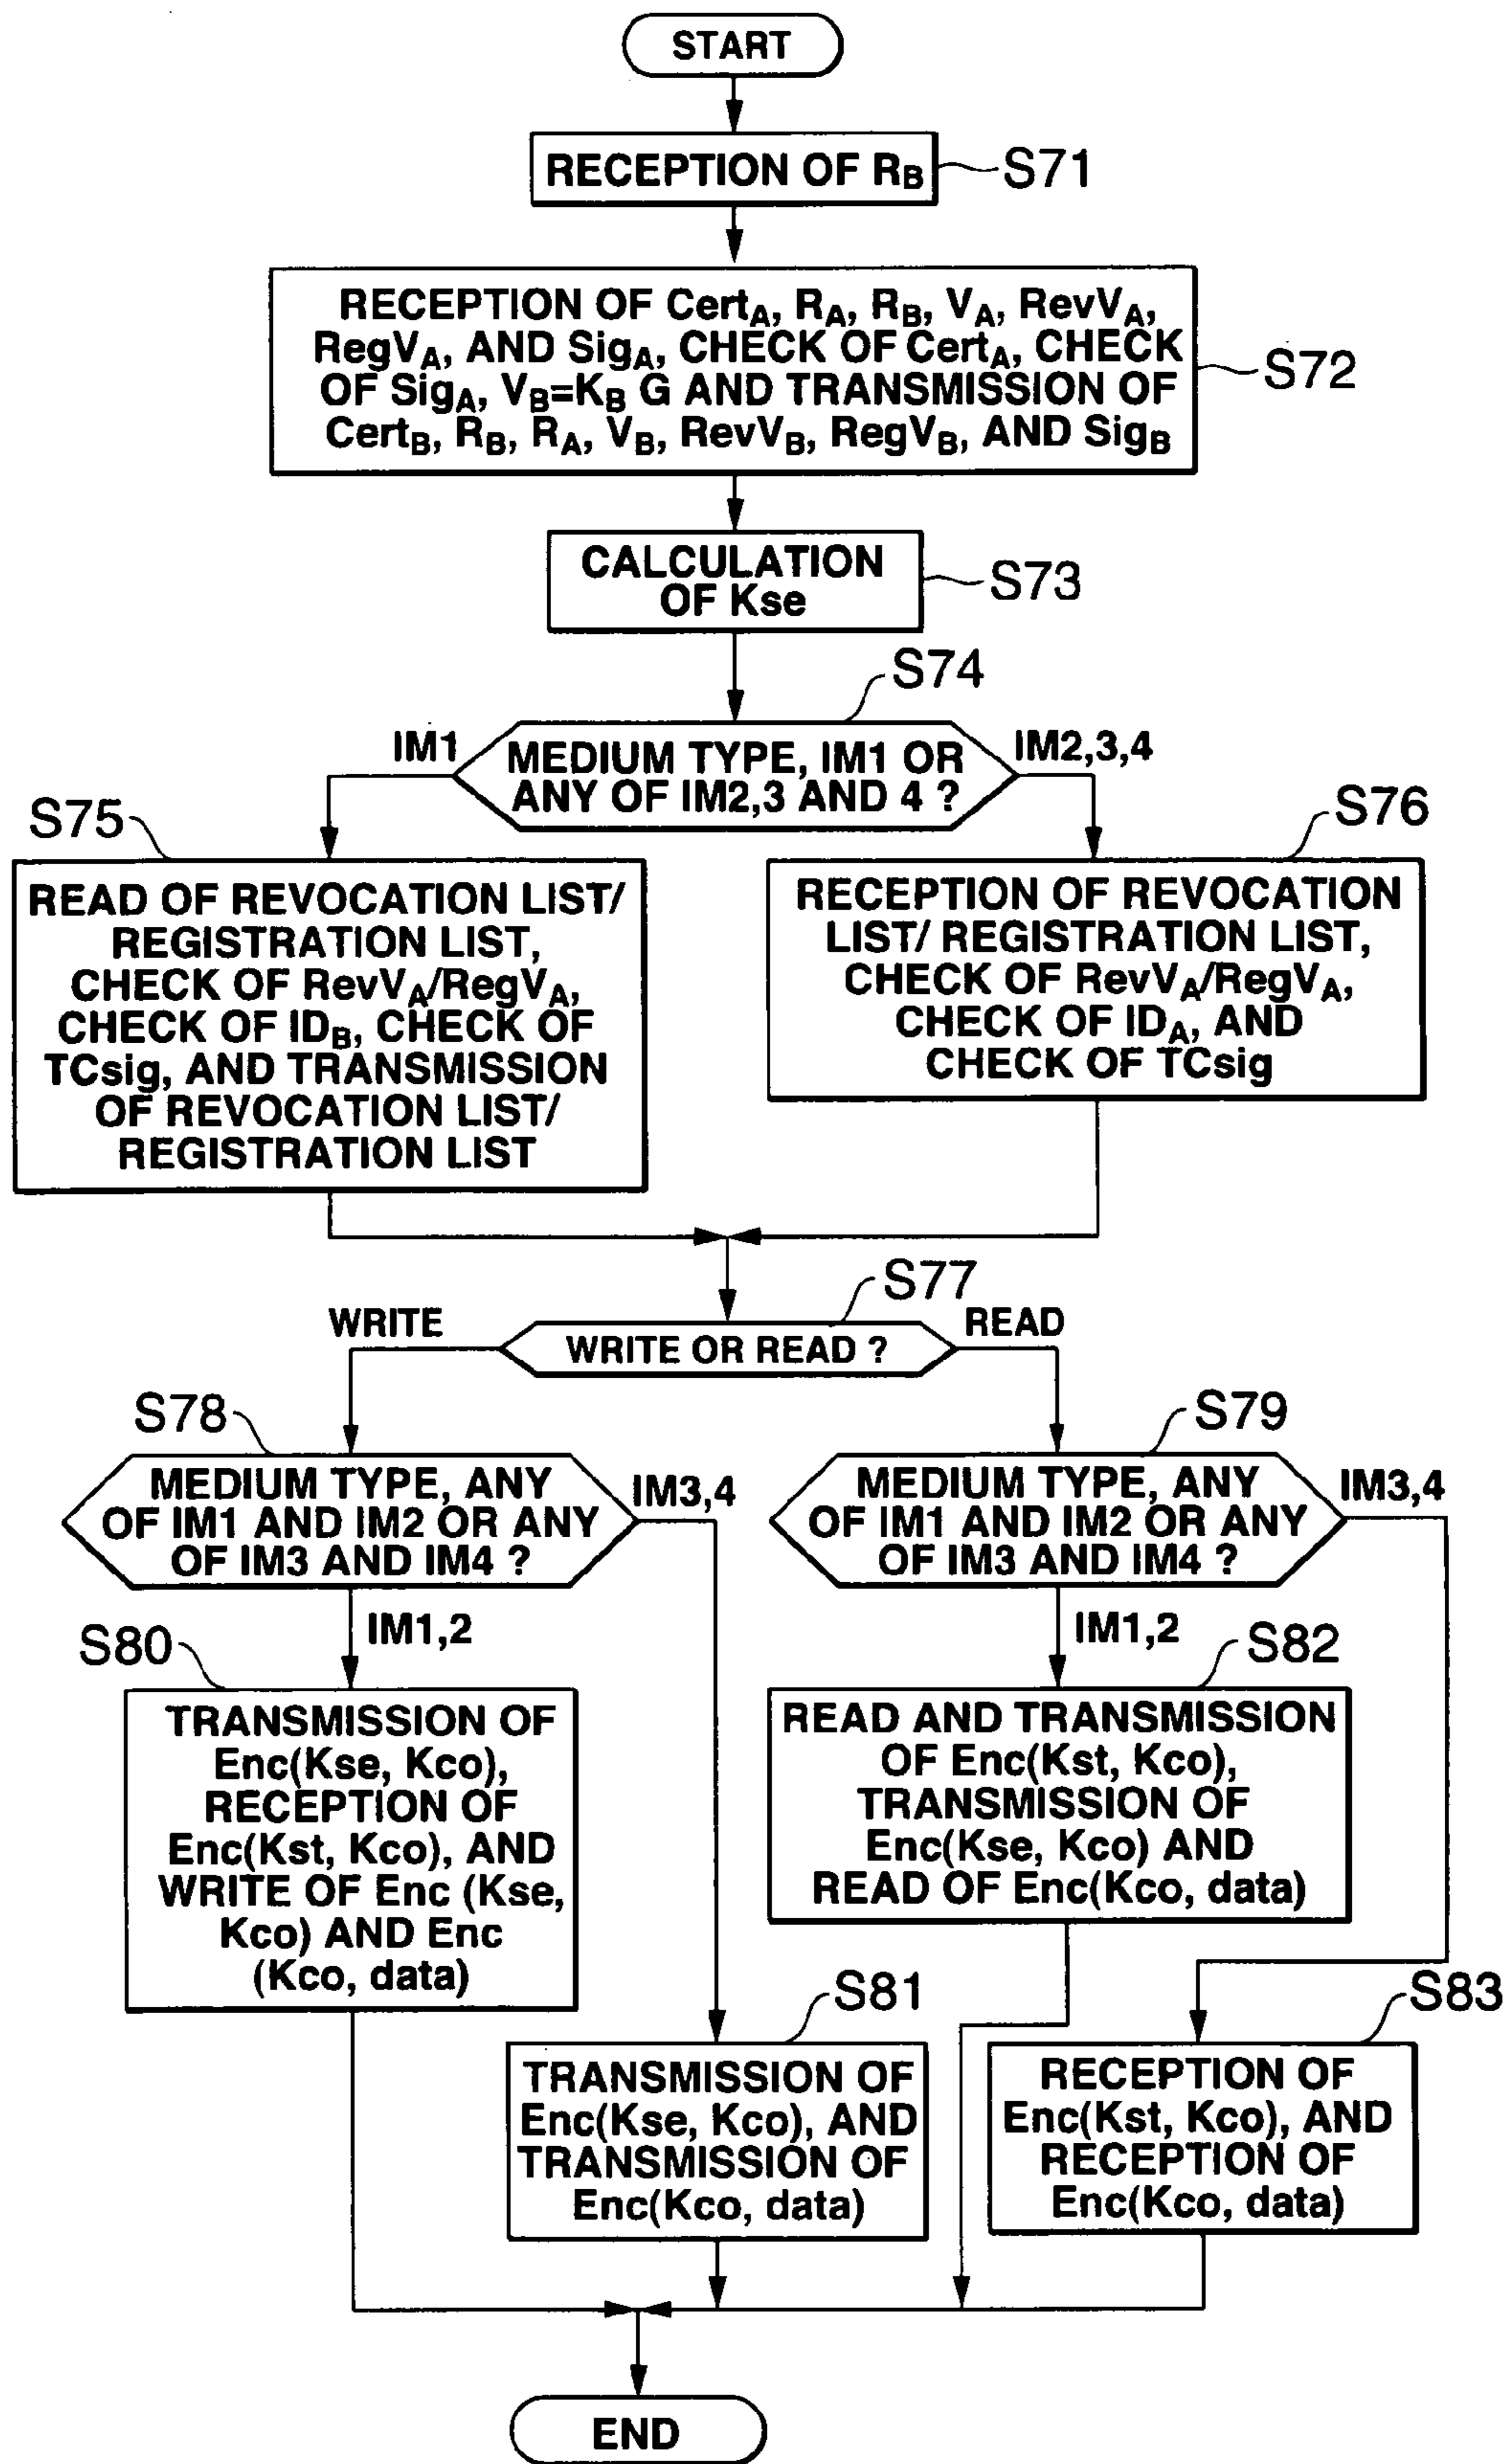 START
RECEPTION OF RB
S71
RECEPTION OF CertA, RA, RB, VA, RevVA,
RegVA, AND SigA, CHECK OF CertA, CHECK
OF SigA, VB=KB G AND TRANSMISSION OF
CertB, RB, RA, VB, RevVB, RegVB, AND SigB
S72
CALCULATION
OF Kse
S73
S74
IM1
MEDIUM TYPE, IM1 OR
ANY OF IM2,3 AND 4 ?
IM2,3,4
S75
READ OF REVOCATION LIST/
REGISTRATION LIST,
CHECK OF RevVA/RegVA,
CHECK OF IDB, CHECK OF
TCsig, AND TRANSMISSION
OF REVOCATION LIST/
REGISTRATION LIST
S76
RECEPTION OF REVOCATION
LIST/ REGISTRATION LIST,
CHECK OF RevVA/RegVA,
CHECK OF IDA, AND
CHECK OF TCsig
S77
WRITE
WRITE OR READ ?
READ
S78
MEDIUM TYPE, ANY
OF IM1 AND IM2 OR ANY
OF IM3 AND IM4 ?
IM3,4
IM1,2
S79
MEDIUM TYPE, ANY
OF IM1 AND IM2 OR ANY
OF IM3 AND IM4 ?
IM3,4
IM1,2
S80
TRANSMISSION OF
Enc(Kse, Kco),
RECEPTION OF
Enc(Kst, Kco), AND
WRITE OF Enc (Kse,
Kco) AND Enc
(Kco, data)
S82
READ AND TRANSMISSION
OF Enc(Kst, Kco),
TRANSMISSION OF
Enc(Kse, Kco) AND
READ OF Enc(Kco, data)
S81
TRANSMISSION OF
Enc(Kse, Kco), AND
TRANSMISSION OF
Enc(Kco, data)
S83
RECEPTION OF
Enc(Kst, Kco), AND
RECEPTION OF
Enc(Kco, data)
END